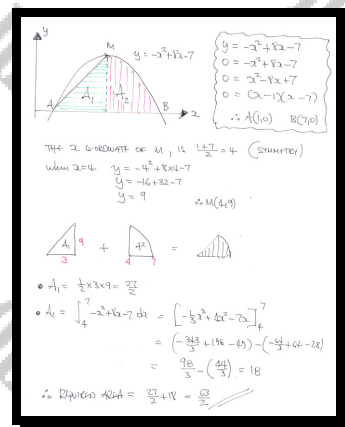 y
M
y = -x²+8x-7
A₁
A₂
A
B
x
y = -x²+8x-7
0 = -x²+8x-7
0 = x²-8x+7
0 = (x-1)(x-7)
∴ A(1,0) B(7,0)
THE x CO-ORDINATE OF M, IS 1+7/2 = 4 (SYMMETRY)
when x=4 y = -4²+8×4-7
y = -16+32-7
y = 9
∴ M(4,9)
A₁ 9 + A² =
3 4 7
• A₁ = ½×3×9 = 27/2
• A₂ = ∫₄⁷ -x²+8x-7 dx = [-⅓x³+4x²-7x]₄⁷
= (-343/3+196-49)-(-64/3+64-28)
= 98/3 - (44/3) = 18
∴ REQUIRED AREA = 27/2 + 18 = 63/2